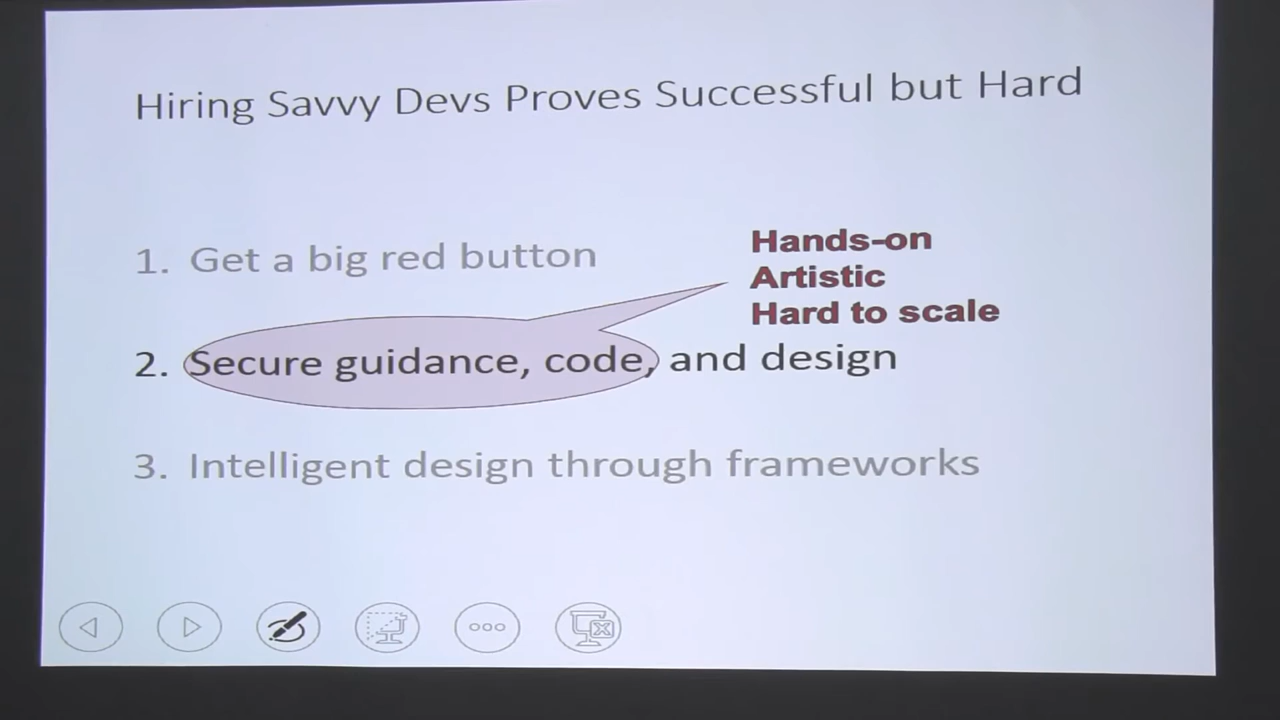 Hiring Savvy Devs Proves Successful but Hard
1. Get a big red button
Hands-on
Artistic
Hard to scale
2. Secure guidance, code, and design
3. Intelligent design through frameworks